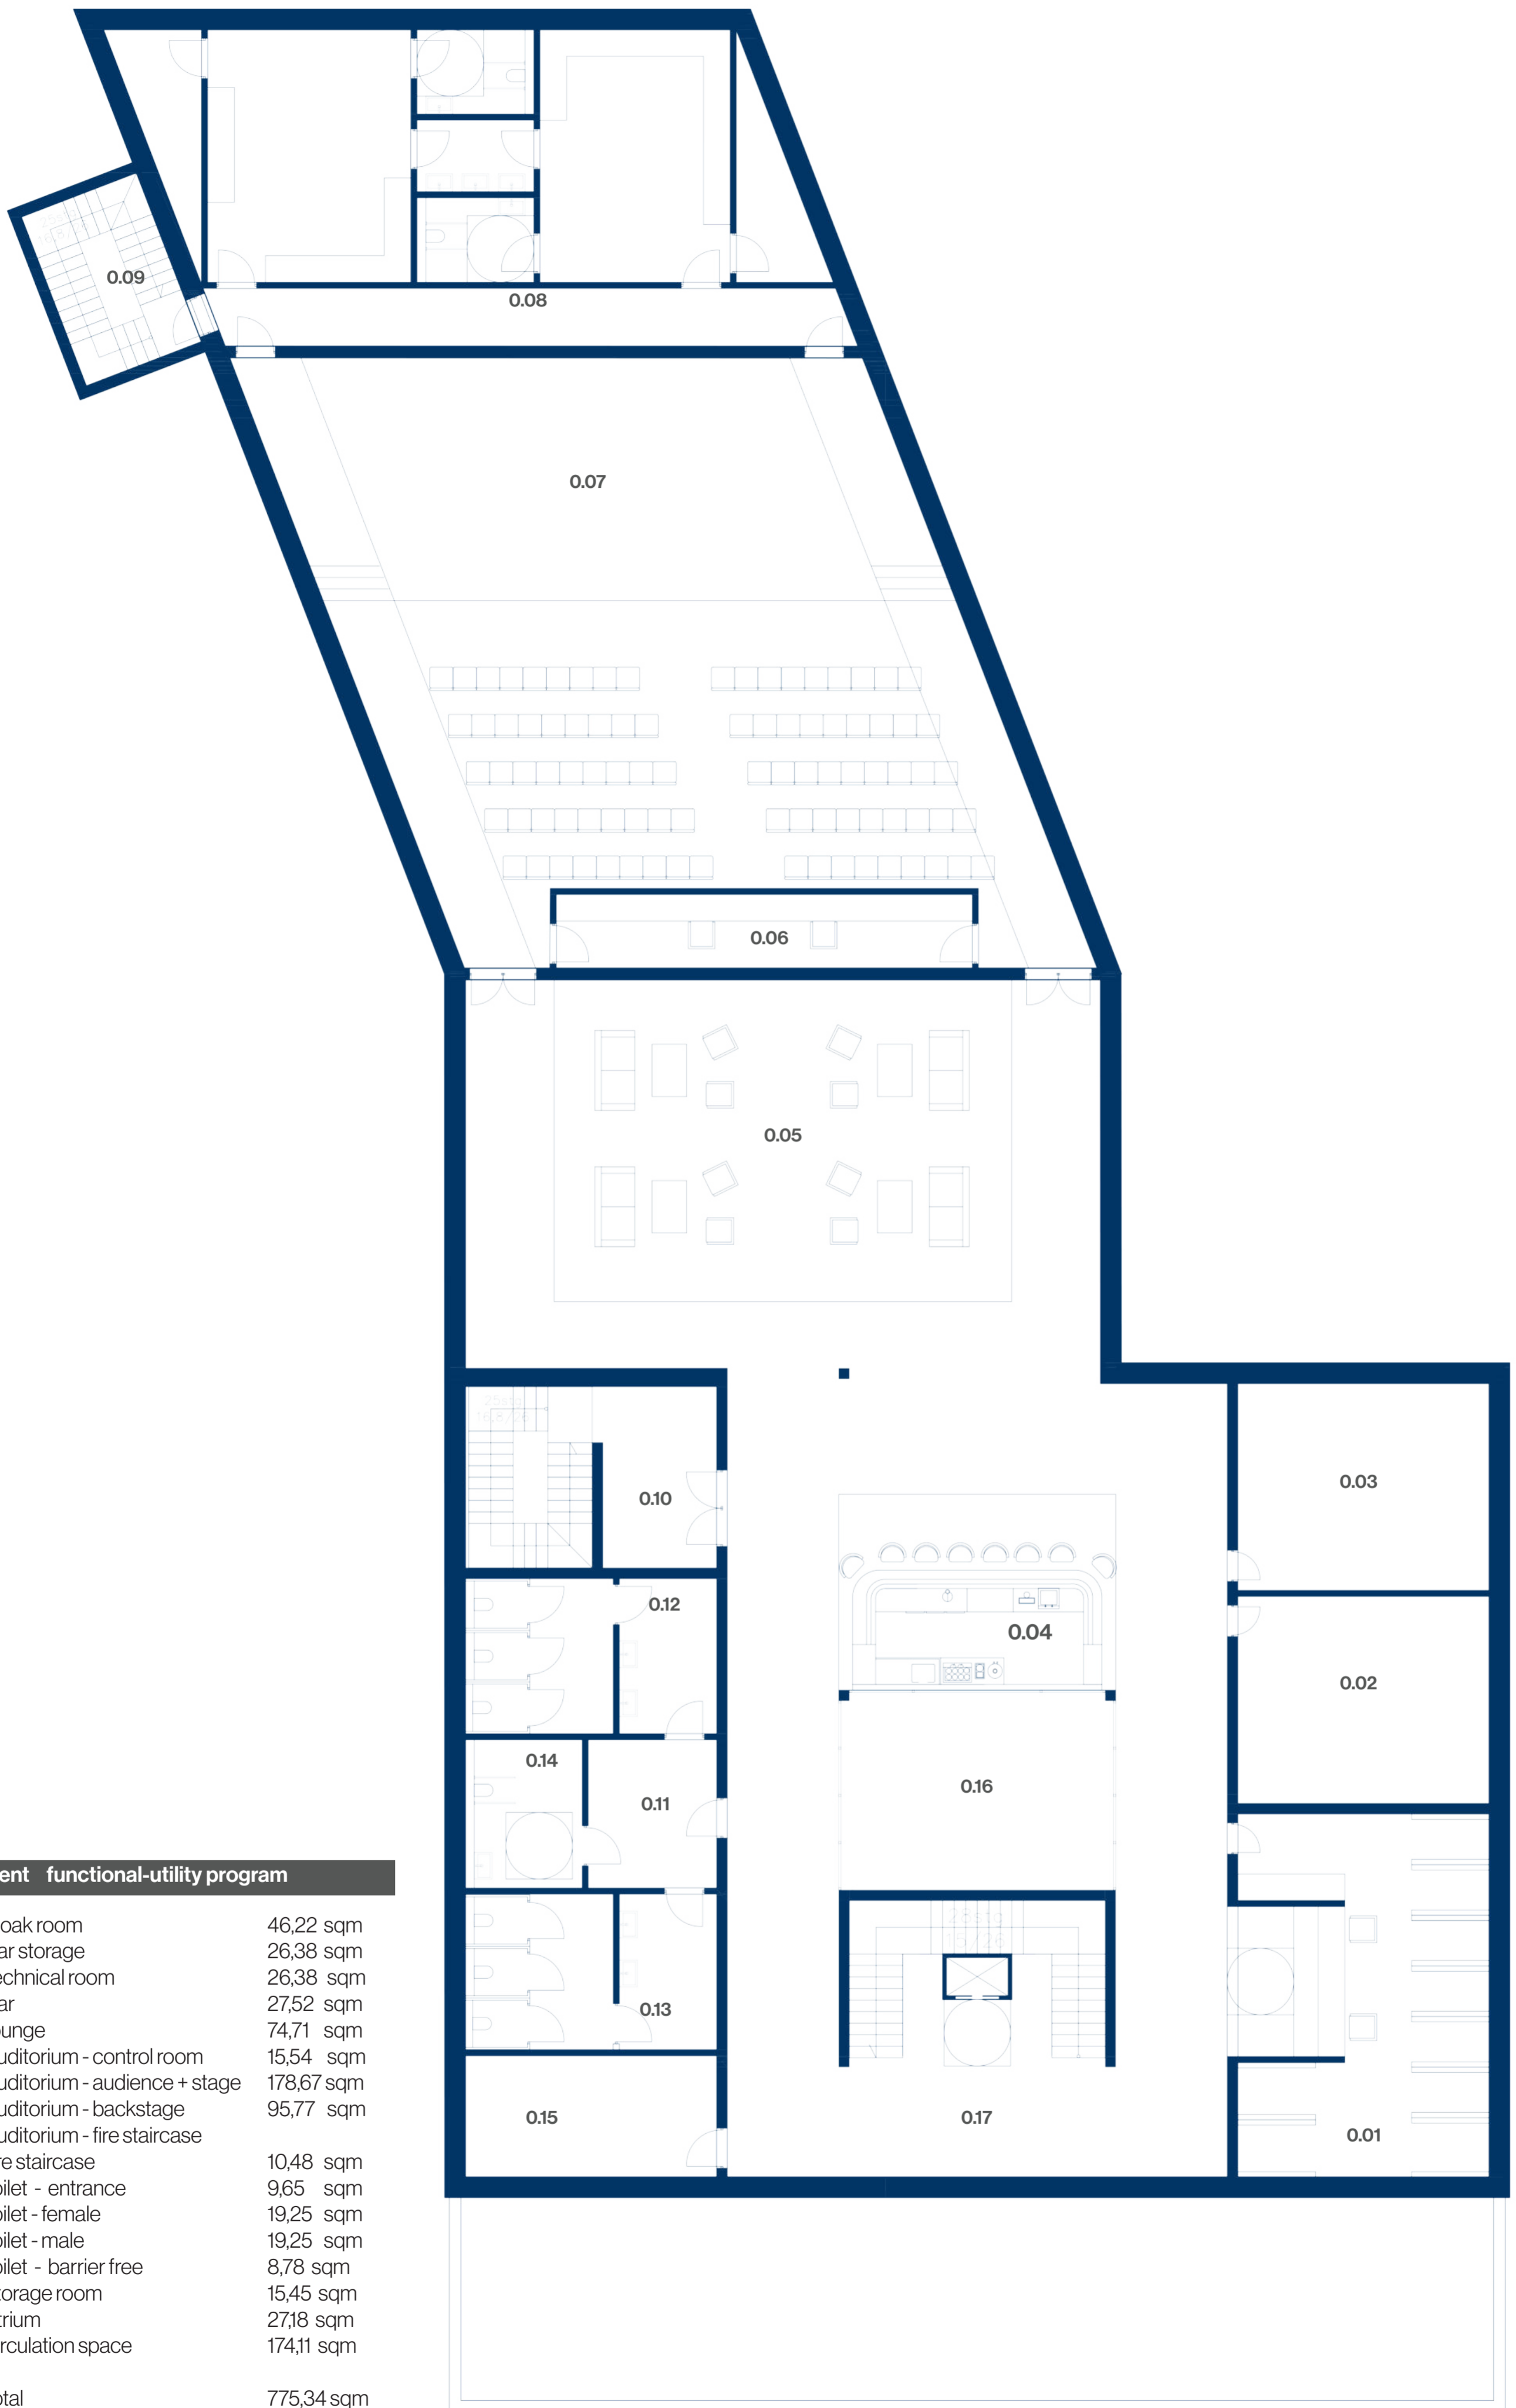 0.09
0.08
0.07
0.06
0.05
0.10
0.03
0.12
0.04
0.02
0.14
0.11
0.16
0.13
0.15
0.17
0.01
ent functional-utility program
oak room 46,22 sqm
ar storage 26,38 sqm
echnical room 26,38 sqm
ar 27,52 sqm
unge 74,71 sqm
uditorium - control room 15,54 sqm
uditorium - audience + stage 178,67 sqm
uditorium - backstage 95,77 sqm
uditorium - fire staircase
re staircase 10,48 sqm
oilet - entrance 9,65 sqm
oilet - female 19,25 sqm
oilet - male 19,25 sqm
oilet - barrier free 8,78 sqm
torage room 15,45 sqm
trium 27,18 sqm
rculation space 174,11 sqm
otal 775,34 sqm